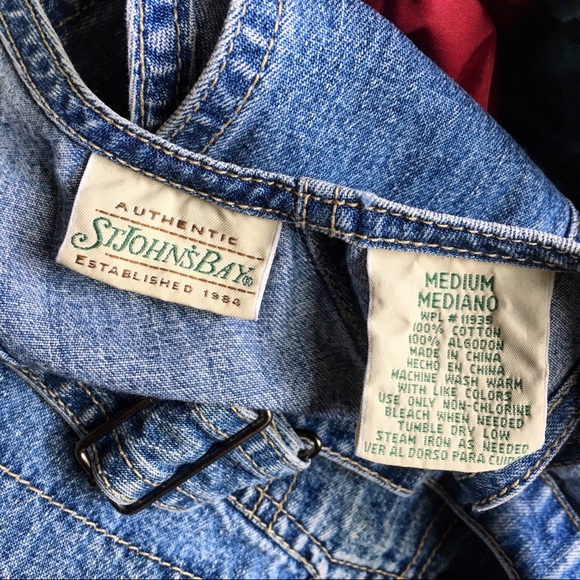 AUTHENTIC
ST.JOHN'S BAY®
ESTABLISHED 1984
MEDIUM
MEDIANO
WPL # 11935
100% COTTON
100% ALGODON
MADE IN CHINA
HECHO EN CHINA
MACHINE WASH WARM
WITH LIKE COLORS
USE ONLY NON-CHLORINE
BLEACH WHEN NEEDED
TUMBLE DRY LOW
STEAM IRON AS NEEDED
VER AL DORSO PARA